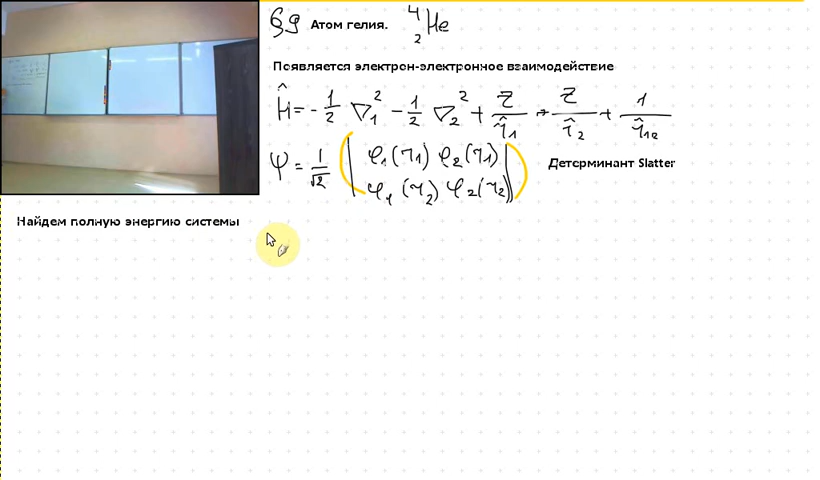 §9 Атом гелия. ⁴₂He
Появляется электрон-электронное взаимодействие
Ĥ = - 1/2 ∇₁² - 1/2 ∇₂² + Z/r̂₁ + Z/r̂₂ + 1/r̂₁₂
ψ = 1/√2 ( | φ₁(r₁) φ₂(r₁) | ) Детерминант Slatter
φ₁(r₂) φ₂(r₂)
Найдем полную энергию системы